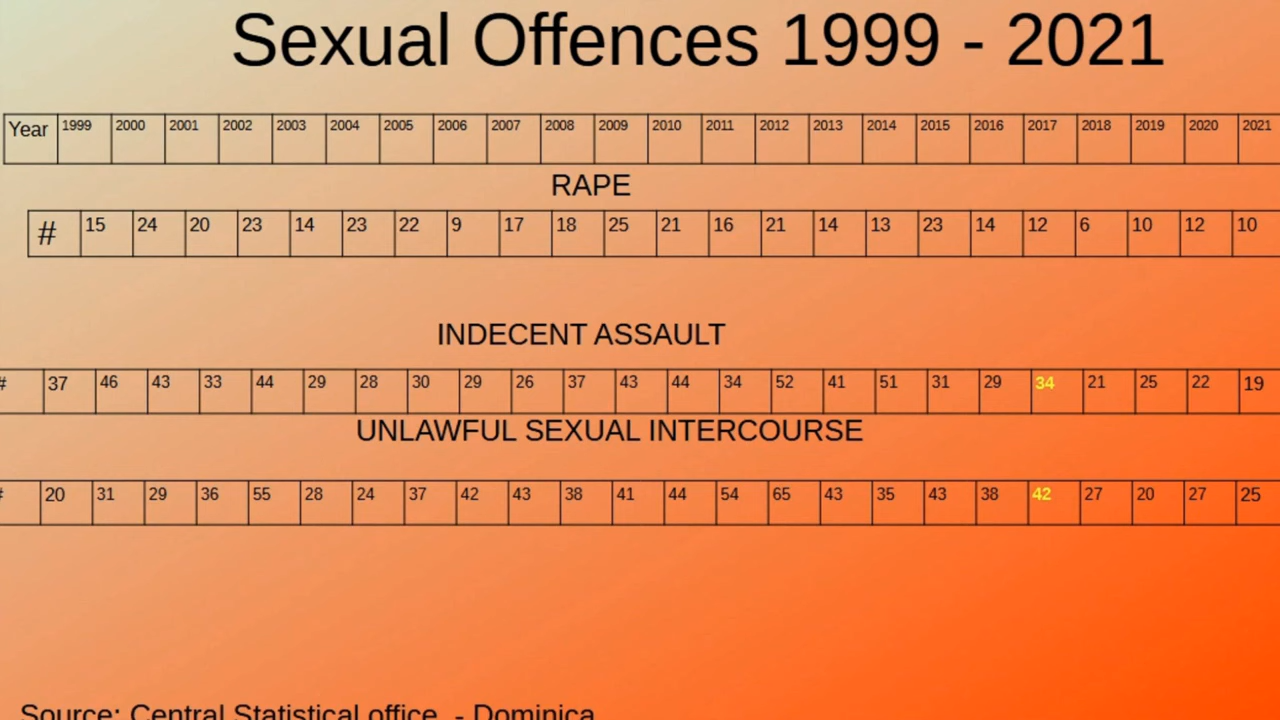 Sexual Offences 1999 - 2021
Year 1999 2000 2001 2002 2003 2004 2005 2006 2007 2008 2009 2010 2011 2012 2013 2014 2015 2016 2017 2018 2019 2020 2021
RAPE
# 15 24 20 23 14 23 22 9 17 18 25 21 16 21 14 13 23 14 12 6 10 12 10
INDECENT ASSAULT
# 37 46 43 33 44 29 28 30 29 26 37 43 44 34 52 41 51 31 29 34 21 25 22 19
UNLAWFUL SEXUAL INTERCOURSE
# 20 31 29 36 55 28 24 37 42 43 38 41 44 54 65 43 35 43 38 42 27 20 27 25
Source: Central Statistical office - Dominica